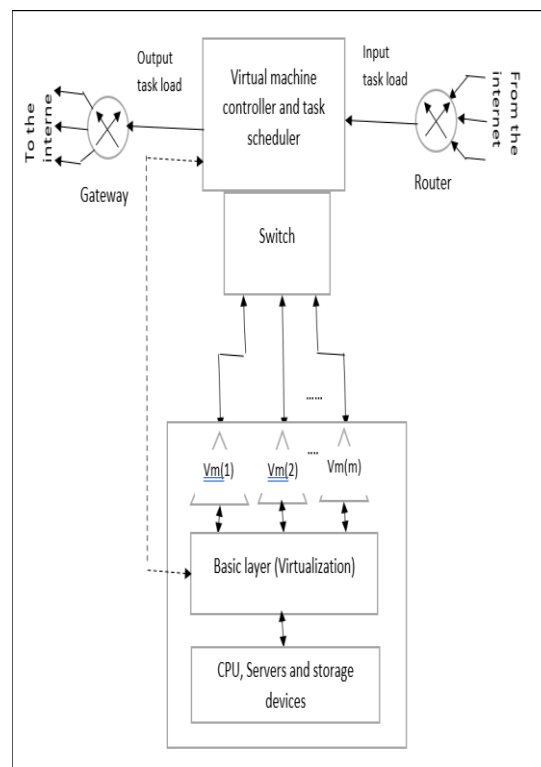 Output
task load
Virtual machine
controller and task
scheduler
Input
task load
To the
interne
From the
internet
Gateway
Router
Switch
......
....
Vm(1)
Vm(2)
Vm(m)
Basic layer (Virtualization)
CPU, Servers and storage
devices